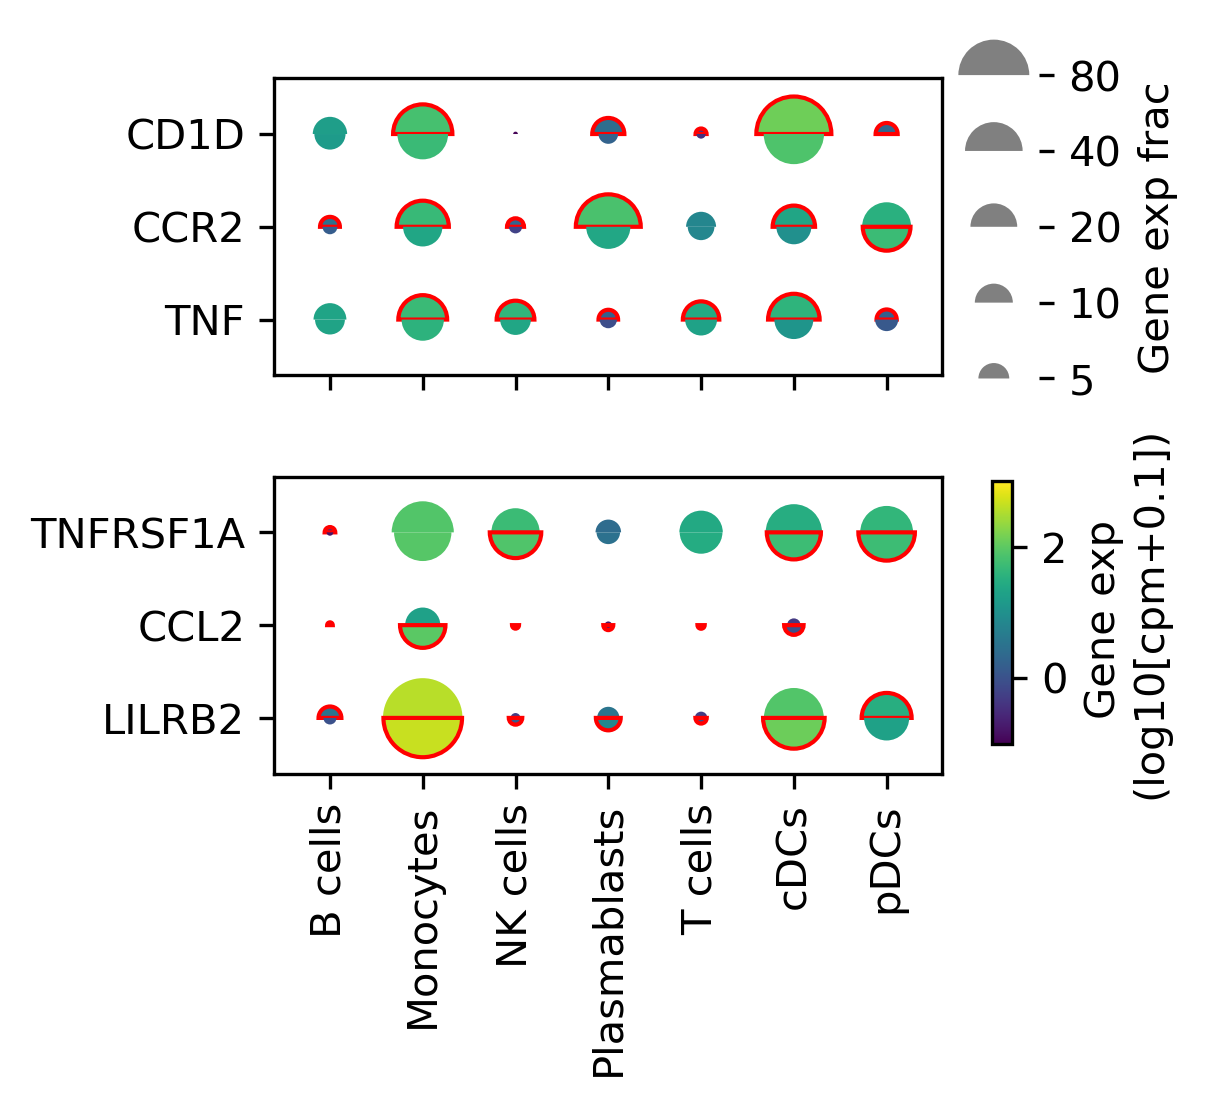 CD1D
CCR2
TNF
80
40
20
10
5
Gene exp frac
TNFRSF1A
CCL2
LILRB2
2
0
Gene exp
(log10[cpm+0.1])
B cells
Monocytes
NK cells
Plasmablasts
T cells
cDCs
pDCs